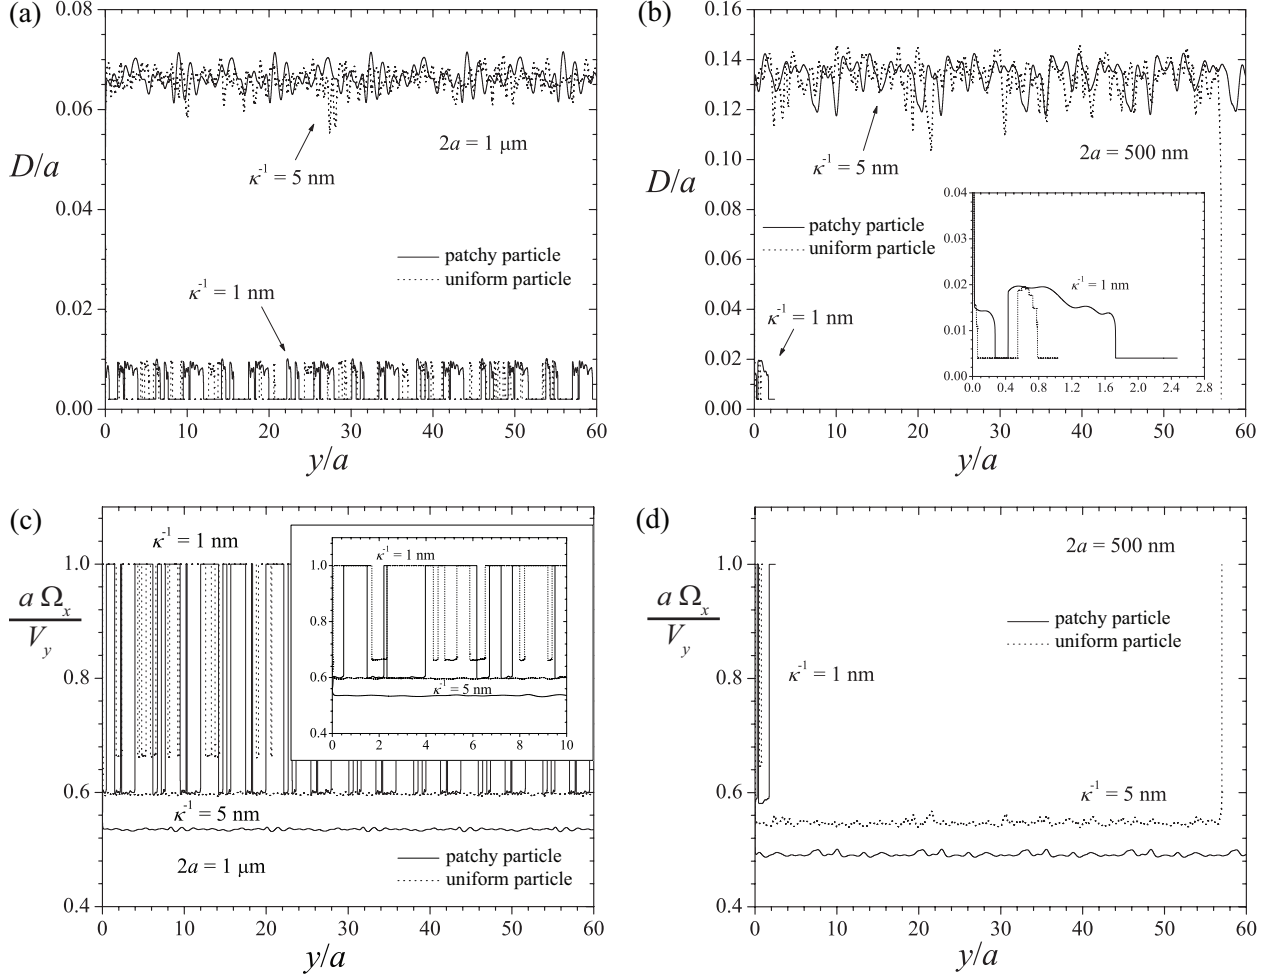 (a)
0.08
0.06
0.04
0.02
0.00
D/a
κ⁻¹ = 5 nm
2a = 1 μm
patchy particle
uniform particle
κ⁻¹ = 1 nm
0 10 20 30 40 50 60
y/a
(b)
0.16
0.14
0.12
0.10
0.08
0.06
0.04
0.02
0.00
D/a
κ⁻¹ = 5 nm
2a = 500 nm
patchy particle
uniform particle
κ⁻¹ = 1 nm
0.04
0.03
0.02
0.01
0.00
κ⁻¹ = 1 nm
0.0 0.4 0.8 1.2 1.6 2.0 2.4 2.8
0 10 20 30 40 50 60
y/a
(c)
κ⁻¹ = 1 nm
1.0
0.8
0.6
0.4
a Ωₓ
V_y
κ⁻¹ = 1 nm
1.0
0.8
0.6
0.4
κ⁻¹ = 5 nm
0 2 4 6 8 10
κ⁻¹ = 5 nm
2a = 1 μm
patchy particle
uniform particle
0 10 20 30 40 50 60
y/a
(d)
2a = 500 nm
1.0
0.8
0.6
0.4
a Ωₓ
V_y
patchy particle
uniform particle
κ⁻¹ = 1 nm
κ⁻¹ = 5 nm
0 10 20 30 40 50 60
y/a